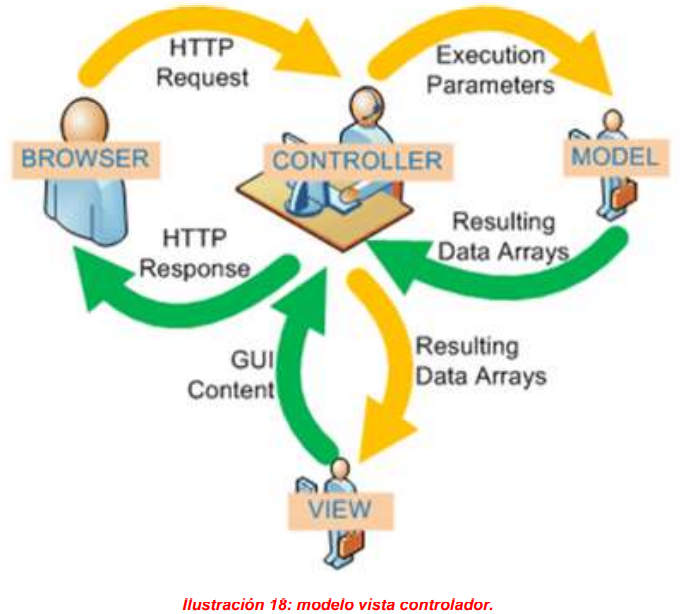 HTTP
Request
Execution
Parameters
BROWSER
CONTROLLER
MODEL
HTTP
Response
Resulting
Data Arrays
GUI
Content
Resulting
Data Arrays
VIEW
Ilustración 18: modelo vista controlador.